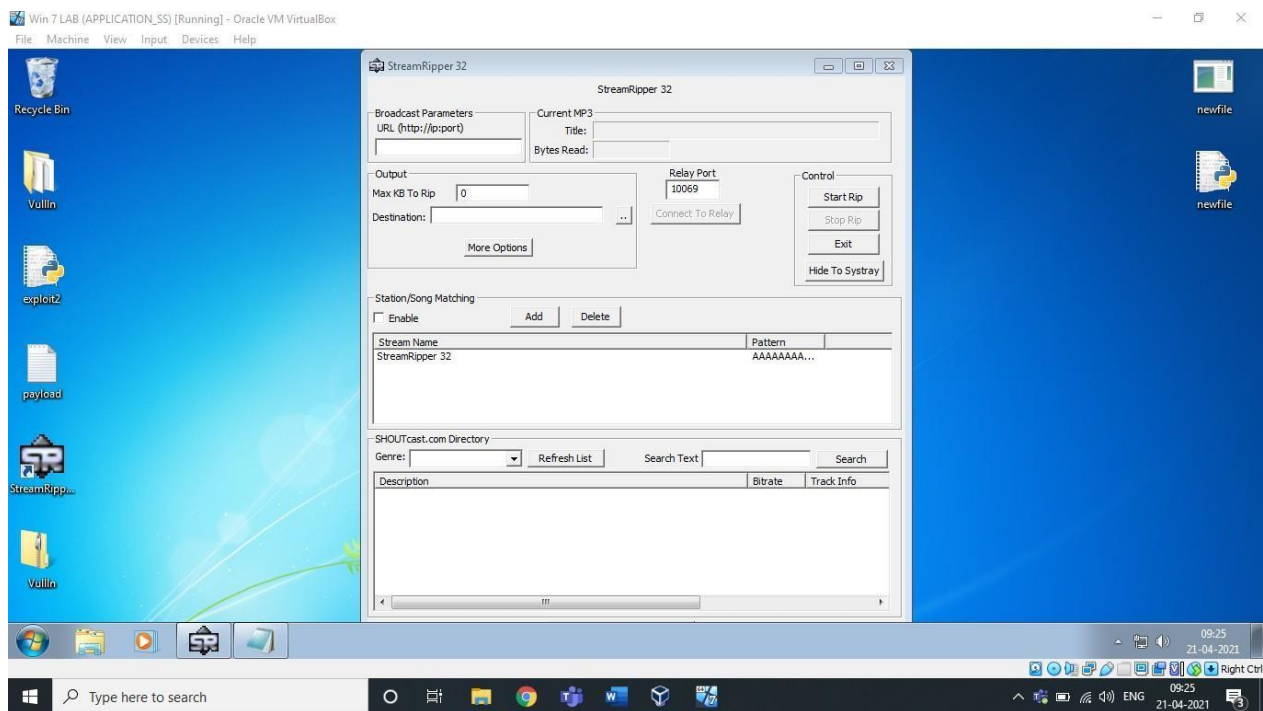 Win 7 LAB (APPLICATION_SS) [Running] - Oracle VM VirtualBox
File Machine View Input Devices Help
Recycle Bin
VulIn
exploit2
payload
StreamRipp...
VulIn
newfile
newfile
StreamRipper 32
StreamRipper 32
Broadcast Parameters
URL (http://ip:port)
Current MP3
Title:
Bytes Read:
Output
Max KB To Rip 0
Destination: ..
More Options
Relay Port
10069
Connect To Relay
Control
Start Rip
Stop Rip
Exit
Hide To Systray
Station/Song Matching
Enable Add Delete
Stream Name Pattern
StreamRipper 32 AAAAAAAA...
SHOUTcast.com Directory
Genre: Refresh List Search Text Search
Description Bitrate Track Info
09:25
21-04-2021
Right Ctrl
Type here to search
ENG
09:25
21-04-2021
3